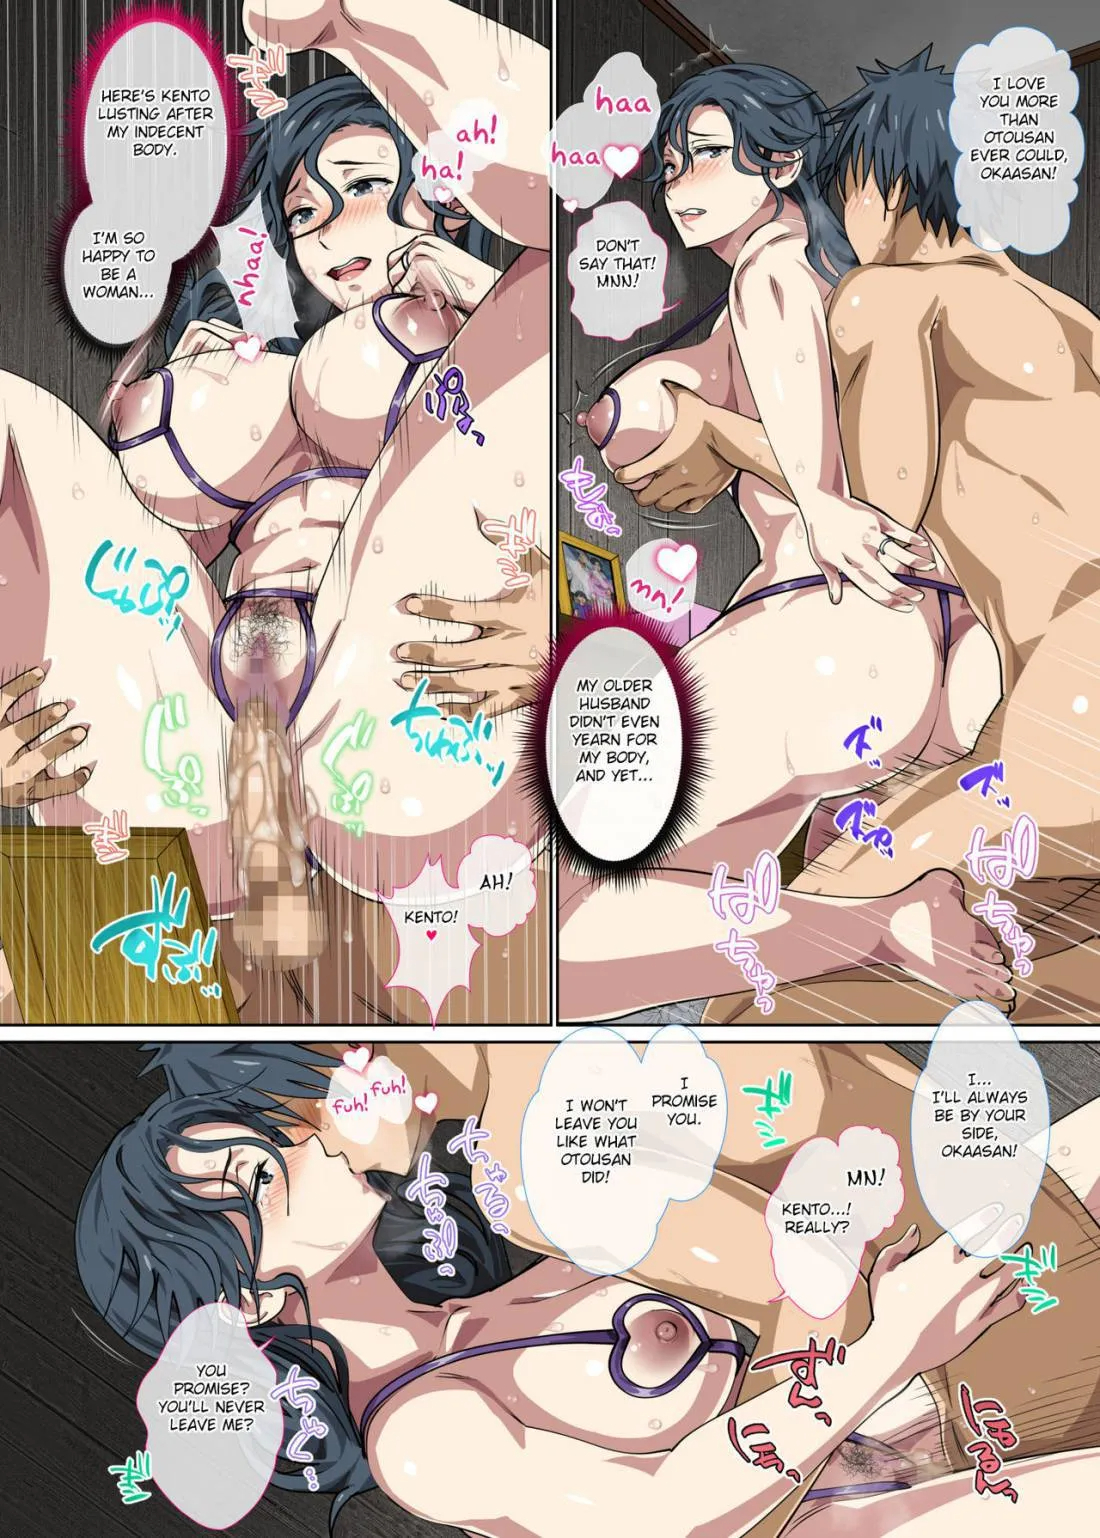 I LOVE
YOU MORE
THAN
OTOUSAN
EVER COULD,
OKAASAN!
haa
haa
DON'T
SAY THAT!
MNN!
mn!
MY OLDER
HUSBAND
DIDN'T EVEN
YEARN FOR
MY BODY,
AND YET...
HERE'S KENTO
LUSTING AFTER
MY INDECENT
BODY.
I'M SO
HAPPY TO
BE A
WOMAN...
ah!
ha!
nhaa!
AH!
KENTO!
♥
I...
I'LL ALWAYS
BE BY YOUR
SIDE,
OKAASAN!
MN!
KENTO...!
REALLY?
I
PROMISE
YOU.
I WON'T
LEAVE YOU
LIKE WHAT
OTOUSAN
DID!
fuh!
fuh!
YOU
PROMISE?
YOU'LL NEVER
LEAVE ME?